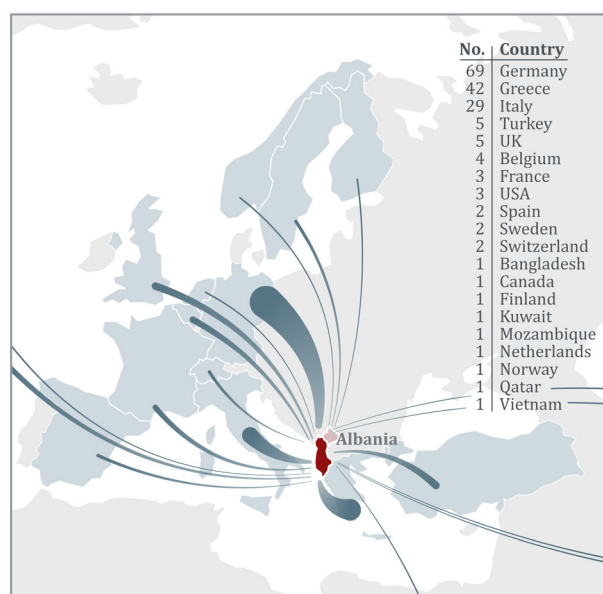 No. Country
69 Germany
42 Greece
29 Italy
5 Turkey
5 UK
4 Belgium
3 France
3 USA
2 Spain
2 Sweden
2 Switzerland
1 Bangladesh
1 Canada
1 Finland
1 Kuwait
1 Mozambique
1 Netherlands
1 Norway
1 Qatar
1 Vietnam
Albania